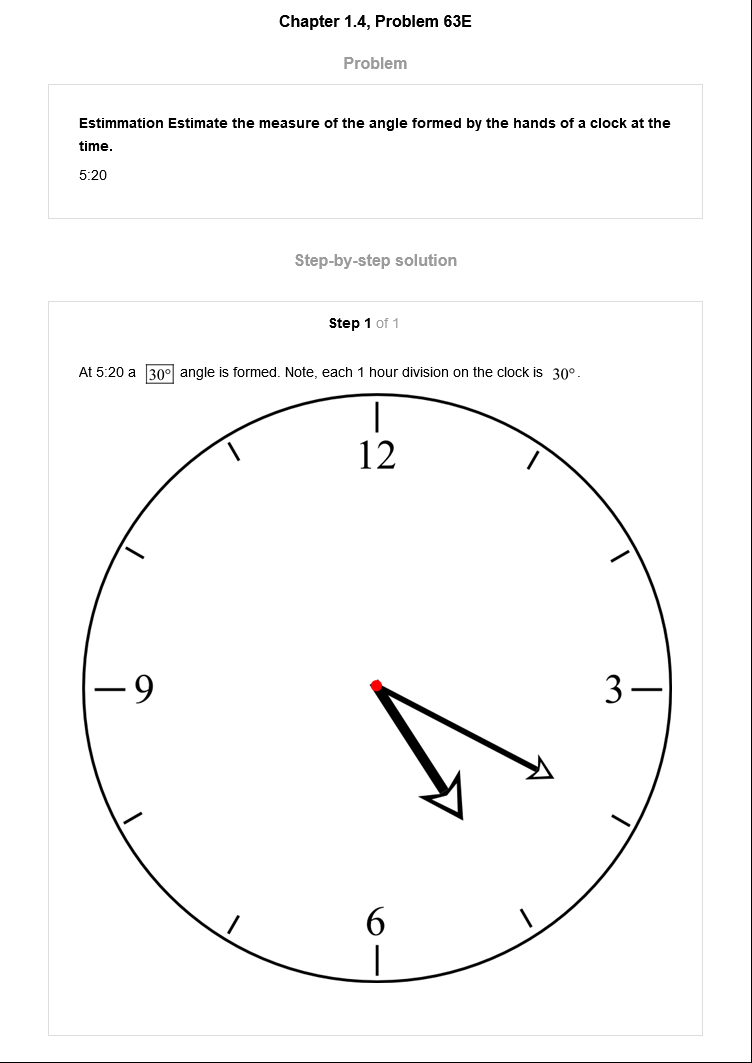 Chapter 1.4, Problem 63E
Problem
Estimmation Estimate the measure of the angle formed by the hands of a clock at the
time.
5:20
Step-by-step solution
Step 1 of 1
At 5:20 a 30° angle is formed. Note, each 1 hour division on the clock is 30°.
12
9
3
6